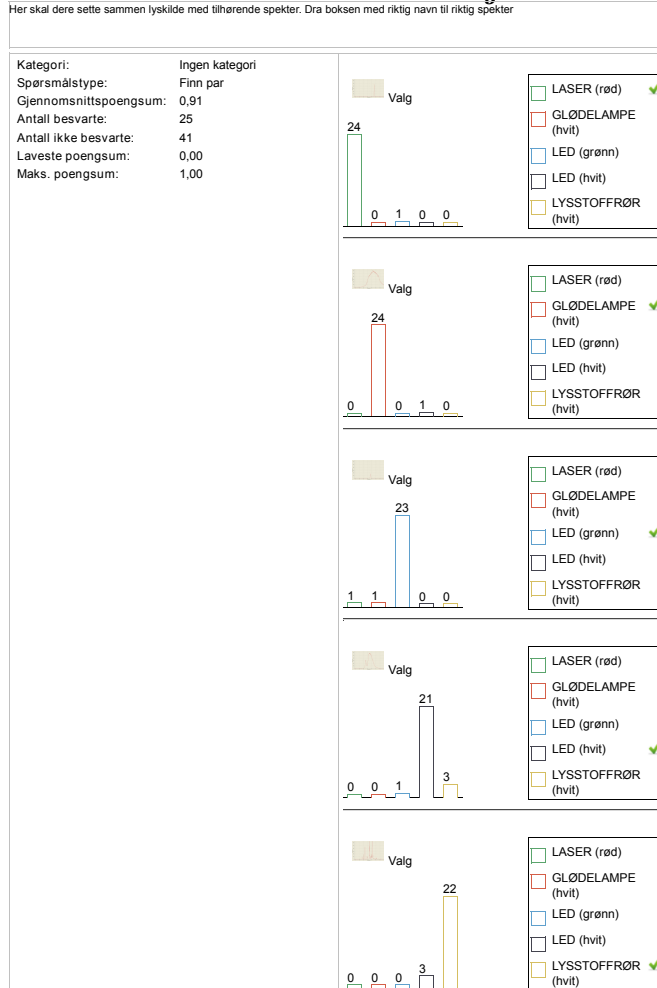 Her skal dere sette sammen lyskilde med tilhørende spekter. Dra boksen med riktig navn til riktig spekter
Kategori: Ingen kategori
Spørsmålstype: Finn par
Gjennomsnittspoengsum: 0,91
Antall besvarte: 25
Antall ikke besvarte: 41
Laveste poengsum: 0,00
Maks. poengsum: 1,00
Valg
24 0 1 0 0
LASER (rød)
GLØDELAMPE
(hvit)
LED (grønn)
LED (hvit)
LYSSTOFFRØR
(hvit)
Valg
0 24 0 1 0
LASER (rød)
GLØDELAMPE
(hvit)
LED (grønn)
LED (hvit)
LYSSTOFFRØR
(hvit)
Valg
1 1 23 0 0
LASER (rød)
GLØDELAMPE
(hvit)
LED (grønn)
LED (hvit)
LYSSTOFFRØR
(hvit)
Valg
0 0 1 21 3
LASER (rød)
GLØDELAMPE
(hvit)
LED (grønn)
LED (hvit)
LYSSTOFFRØR
(hvit)
Valg
0 0 0 3 22
LASER (rød)
GLØDELAMPE
(hvit)
LED (grønn)
LED (hvit)
LYSSTOFFRØR
(hvit)